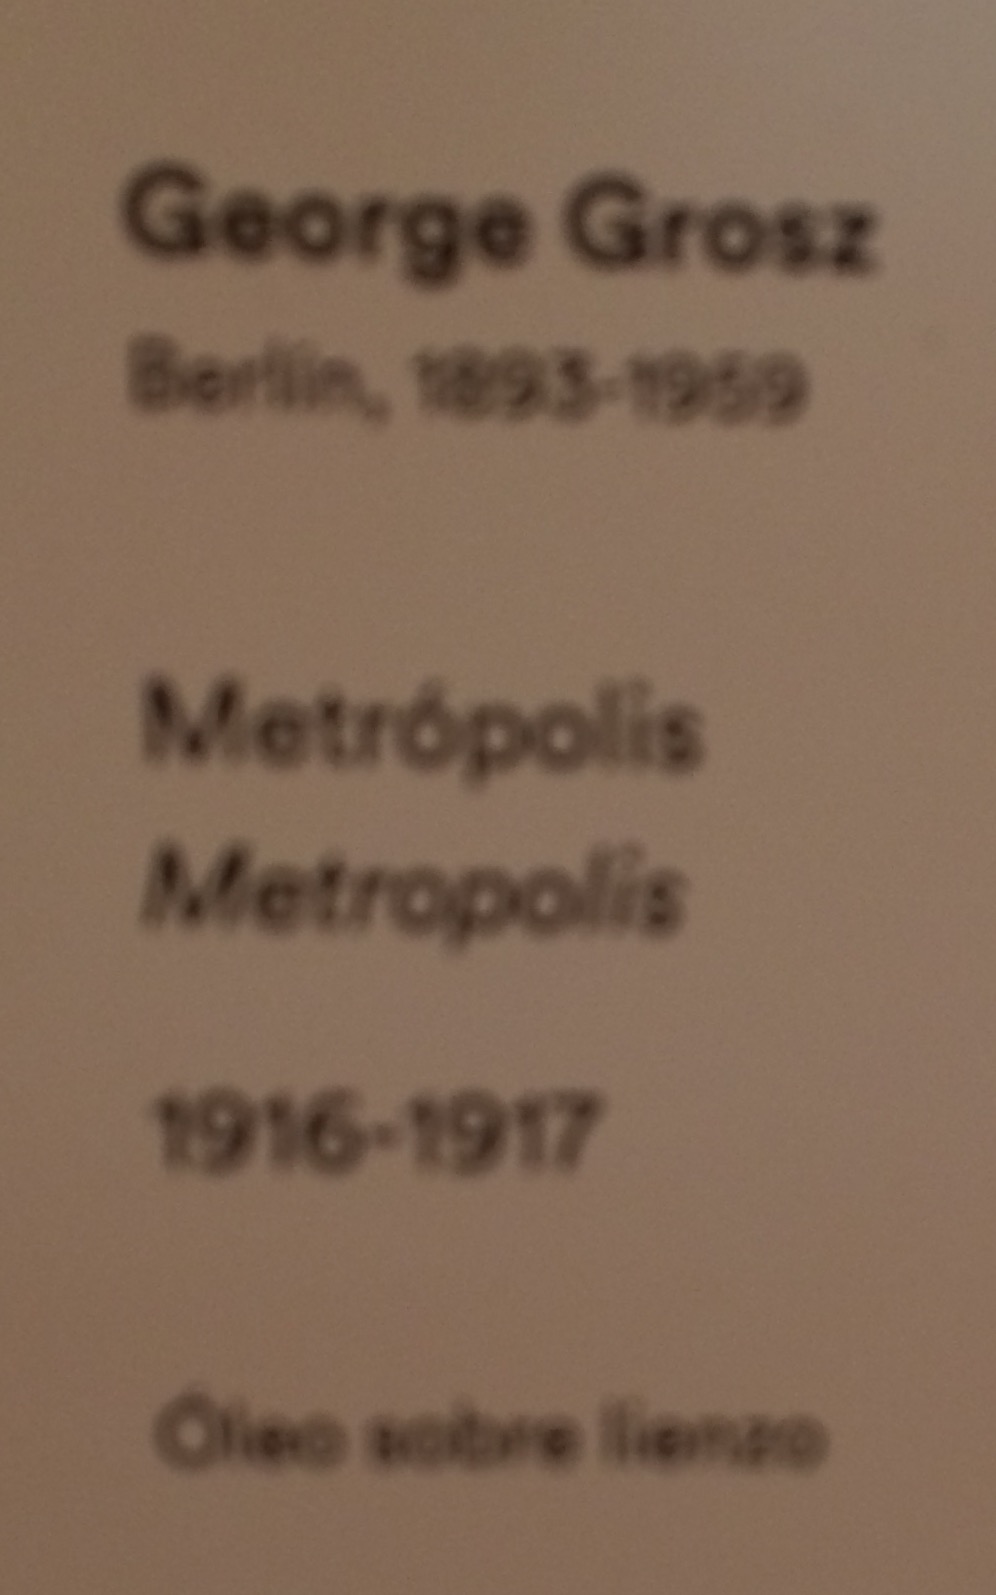 George Grosz
Berlín, 1893-1959
Metrópolis
Metropolis
1916-1917
Óleo sobre lienzo